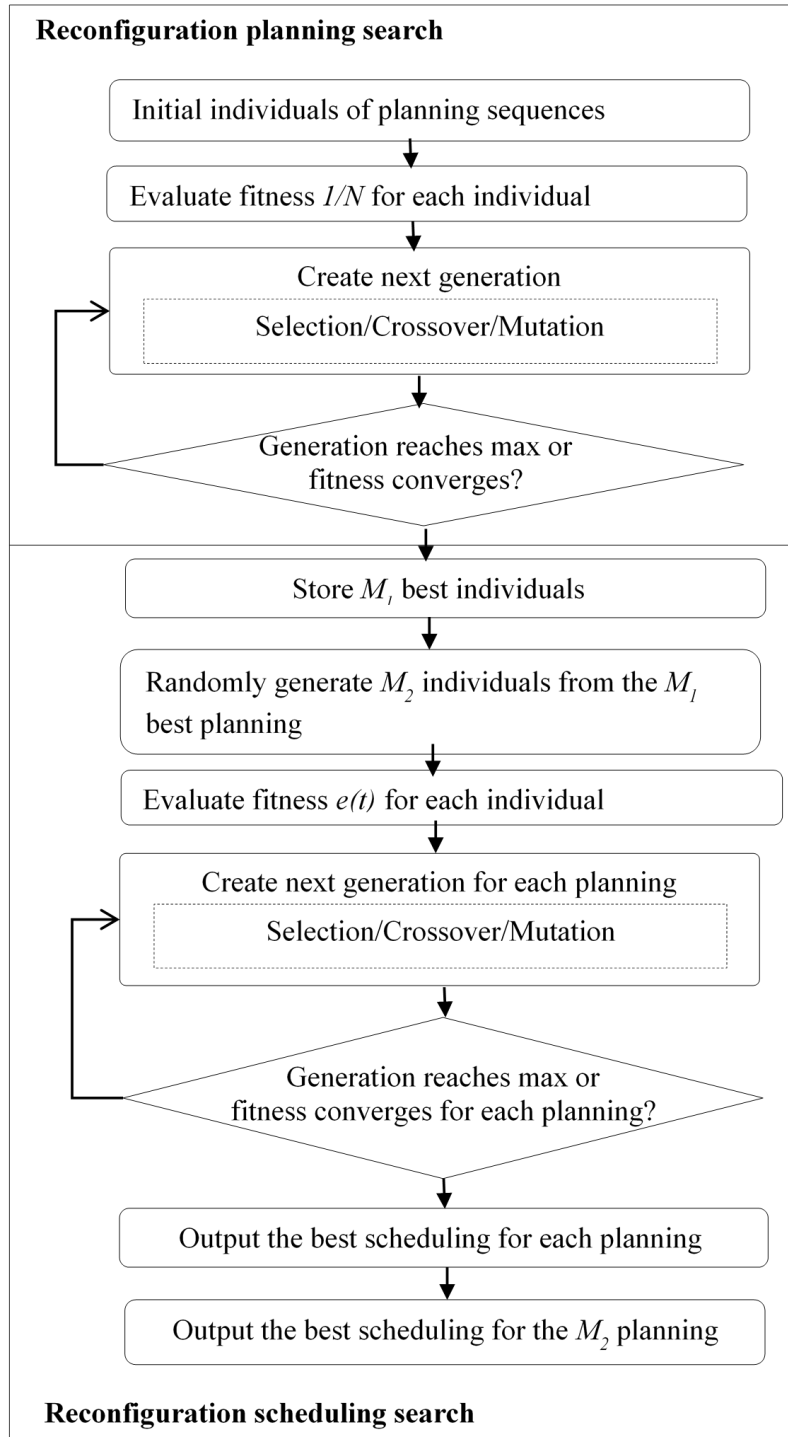 Reconfiguration planning search
Initial individuals of planning sequences
Evaluate fitness 1/N for each individual
Create next generation
Selection/Crossover/Mutation
Generation reaches max or
fitness converges?
Store M₁ best individuals
Randomly generate M₂ individuals from the M₁
best planning
Evaluate fitness e(t) for each individual
Create next generation for each planning
Selection/Crossover/Mutation
Generation reaches max or
fitness converges for each planning?
Output the best scheduling for each planning
Output the best scheduling for the M₂ planning
Reconfiguration scheduling search